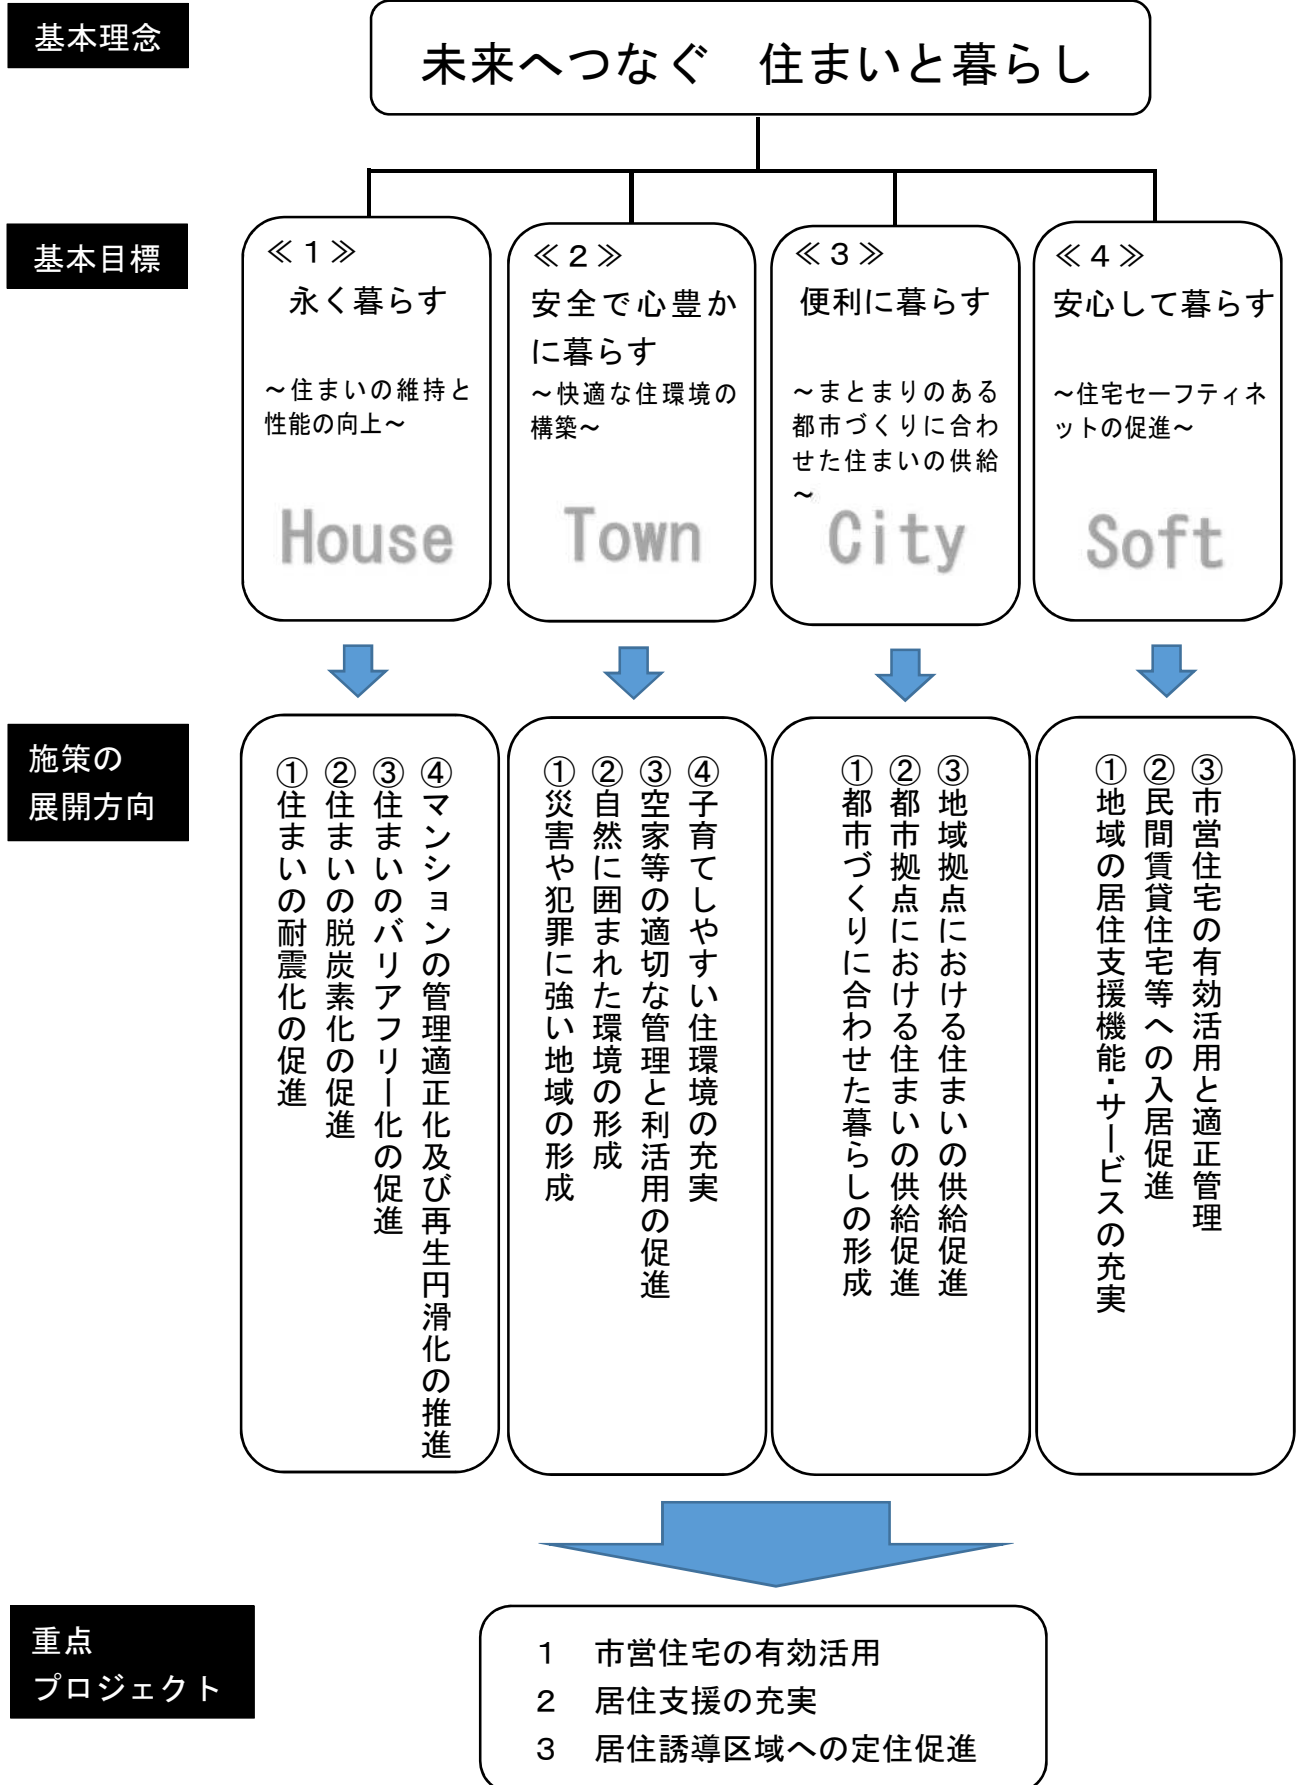 基本理念
未来へつなぐ　住まいと暮らし
基本目標
≪１≫
永く暮らす
～住まいの維持と
性能の向上～
House
≪２≫
安全で心豊か
に暮らす
～快適な住環境の
構築～
Town
≪３≫
便利に暮らす
～まとまりのある
都市づくりに合わ
せた住まいの供給
～
City
≪４≫
安心して暮らす
～住宅セーフティネ
ットの促進～
Soft
施策の
展開方向
①住まいの耐震化の促進
②住まいの脱炭素化の促進
③住まいのバリアフリー化の促進
④マンションの管理適正化及び再生円滑化の推進
①災害や犯罪に強い地域の形成
②自然に囲まれた環境の形成
③空家等の適切な管理と利活用の促進
④子育てしやすい住環境の充実
①都市づくりに合わせた暮らしの形成
②都市拠点における住まいの供給促進
③地域拠点における住まいの供給促進
①地域の居住支援機能・サービスの充実
②民間賃貸住宅等への入居促進
③市営住宅の有効活用と適正管理
重点
プロジェクト
１　市営住宅の有効活用
２　居住支援の充実
３　居住誘導区域への定住促進